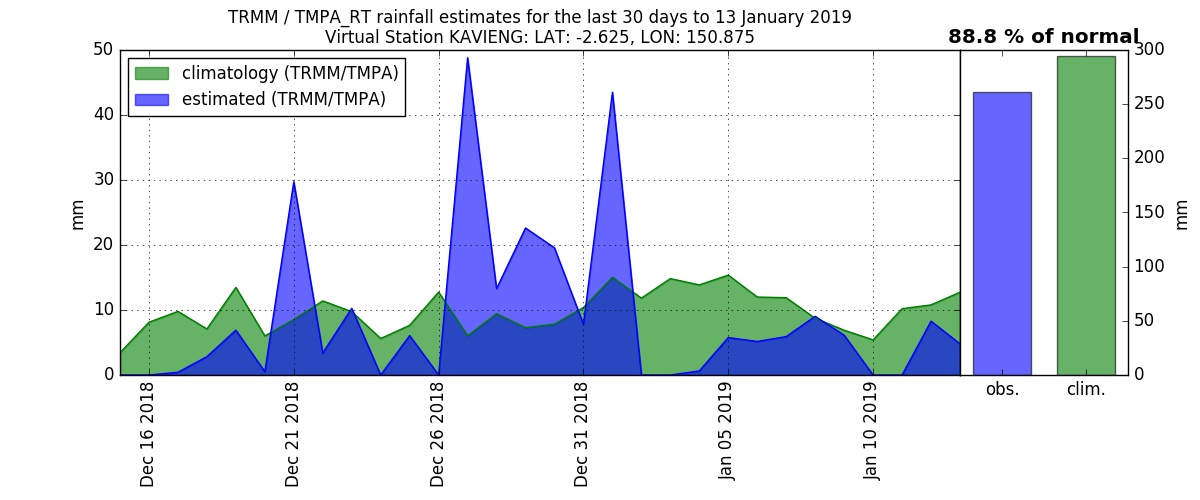 TRMM / TMPA_RT rainfall estimates for the last 30 days to 13 January 2019
Virtual Station KAVIENG: LAT: -2.625, LON: 150.875
88.8 % of normal
climatology (TRMM/TMPA)
estimated (TRMM/TMPA)
50
40
30
20
10
0
mm
Dec 16 2018
Dec 21 2018
Dec 26 2018
Dec 31 2018
Jan 05 2019
Jan 10 2019
300
250
200
150
100
50
0
mm
obs.
clim.